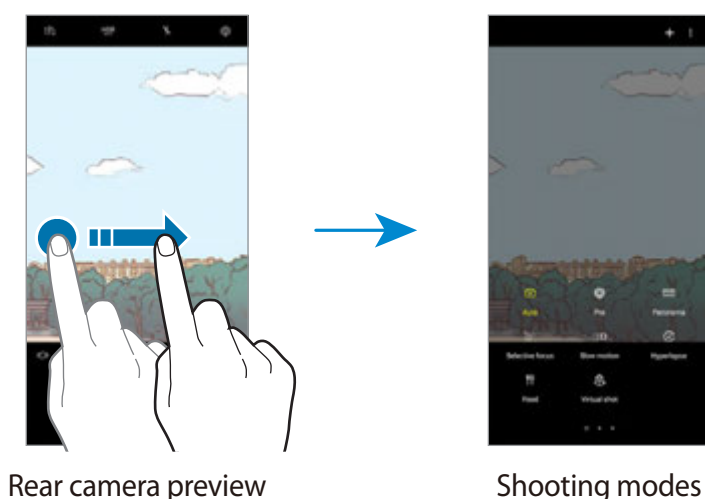 Auto Pro Panorama
Selective focus Slow motion Hyperlapse
Food Virtual shot
Rear camera preview Shooting modes